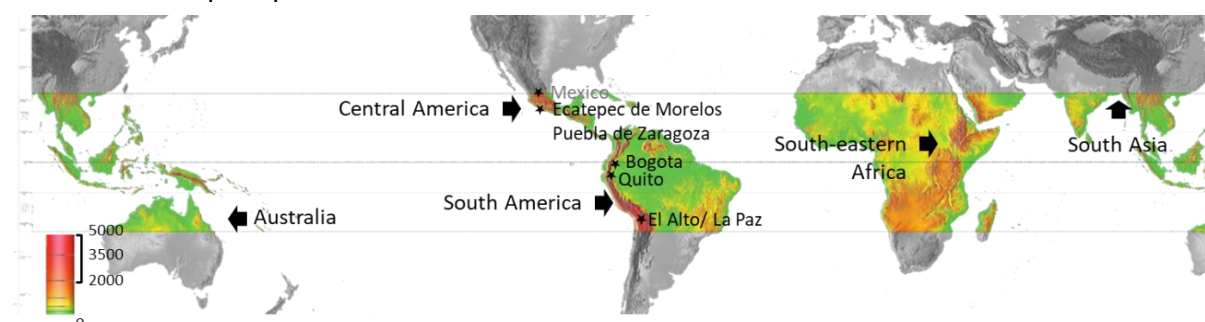 Mexico
Central America
Ecatepec de Morelos
Puebla de Zaragoza
South-eastern
Africa
South Asia
Bogota
Quito
South America
El Alto/ La Paz
Australia
5000
3500
2000